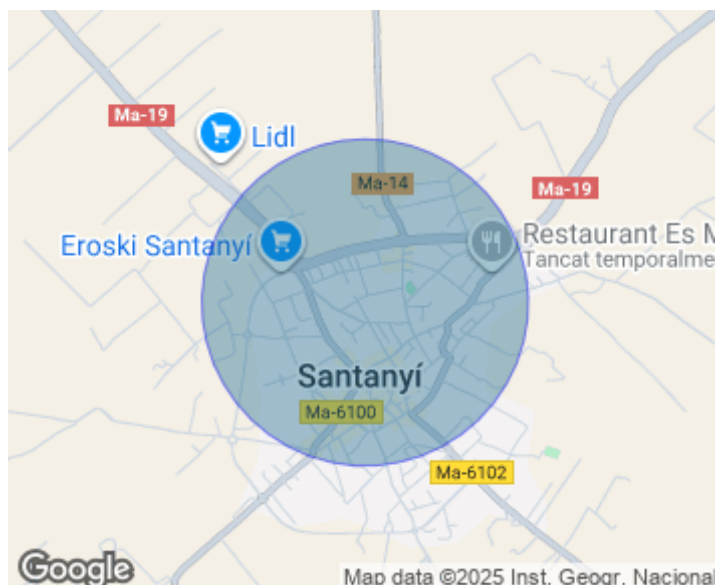 Ma-19
Lidl
Ma-14
Ma-19
Eroski Santanyí
Restaurant Es M
Tancat temporalme
Santanyí
Ma-6100
Ma-6102
Google
Map data ©2025 Inst. Geogr. Nacional